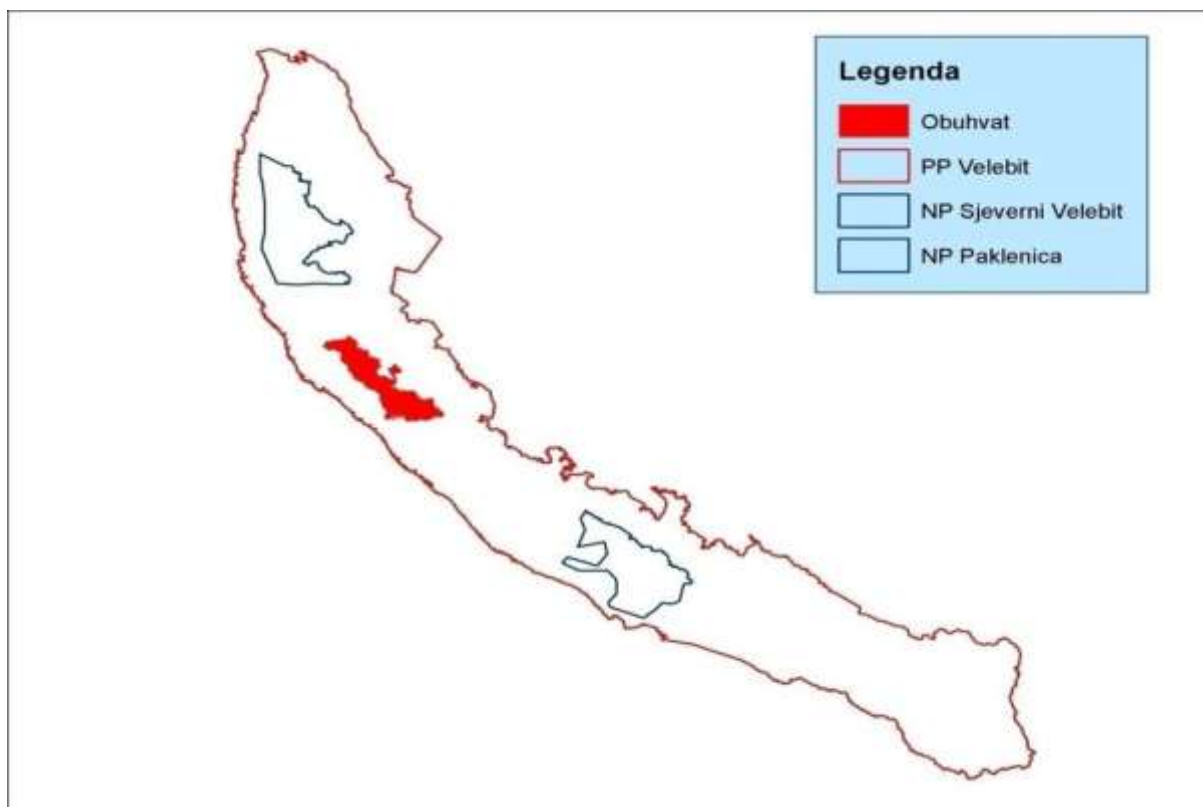 Legenda
Obuhvat
PP Velebit
NP Sjeverni Velebit
NP Paklenica